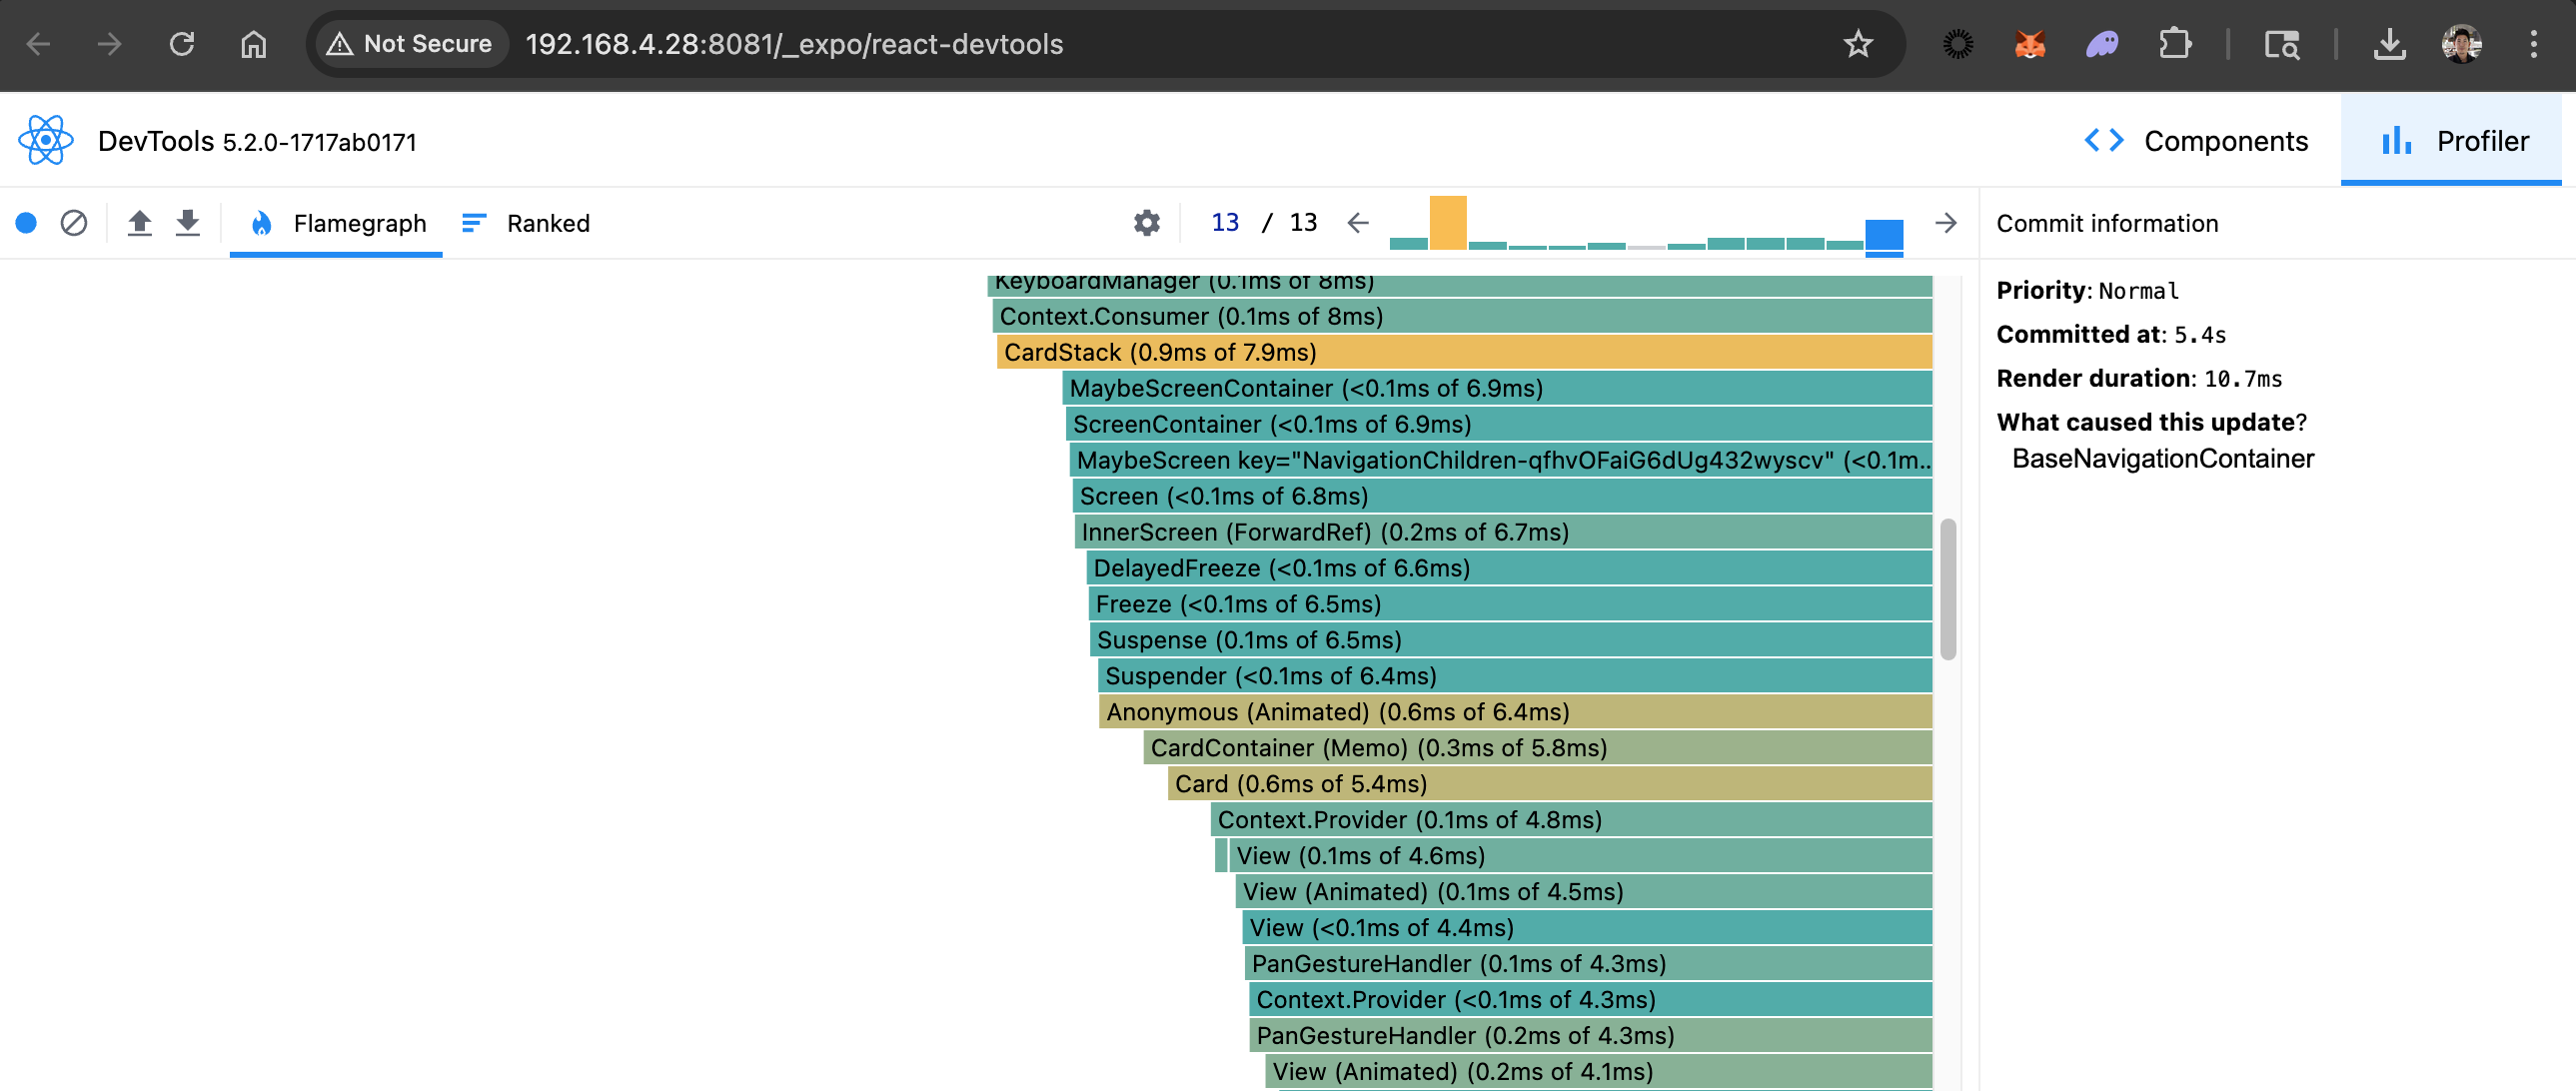 Not Secure 192.168.4.28:8081/_expo/react-devtools
DevTools 5.2.0-1717ab0171
Components
Profiler
Flamegraph
Ranked
13 / 13
Commit information
KeyboardManager (0.1ms of 8ms)
Context.Consumer (0.1ms of 8ms)
CardStack (0.9ms of 7.9ms)
MaybeScreenContainer (<0.1ms of 6.9ms)
ScreenContainer (<0.1ms of 6.9ms)
MaybeScreen key="NavigationChildren-qfhvOFaiG6dUg432wyscv" (<0.1m...
Screen (<0.1ms of 6.8ms)
InnerScreen (ForwardRef) (0.2ms of 6.7ms)
DelayedFreeze (<0.1ms of 6.6ms)
Freeze (<0.1ms of 6.5ms)
Suspense (0.1ms of 6.5ms)
Suspender (<0.1ms of 6.4ms)
Anonymous (Animated) (0.6ms of 6.4ms)
CardContainer (Memo) (0.3ms of 5.8ms)
Card (0.6ms of 5.4ms)
Context.Provider (0.1ms of 4.8ms)
View (0.1ms of 4.6ms)
View (Animated) (0.1ms of 4.5ms)
View (<0.1ms of 4.4ms)
PanGestureHandler (0.1ms of 4.3ms)
Context.Provider (<0.1ms of 4.3ms)
PanGestureHandler (0.2ms of 4.3ms)
View (Animated) (0.2ms of 4.1ms)
Priority: Normal
Committed at: 5.4s
Render duration: 10.7ms
What caused this update?
BaseNavigationContainer